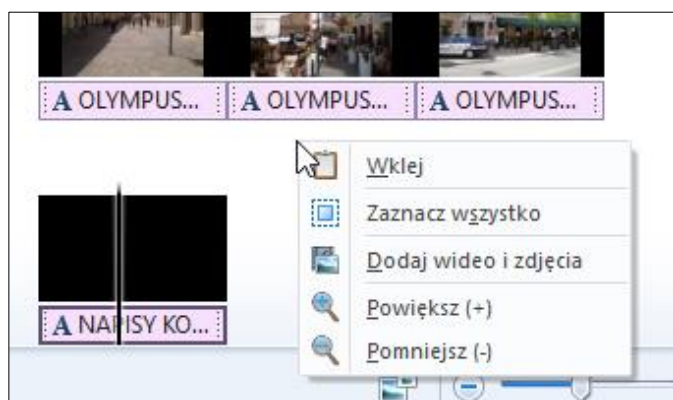 A OLYMPUS... A OLYMPUS... A OLYMPUS...
Wklej
Zaznacz wszystko
Dodaj wideo i zdjęcia
Powiększ (+)
A NAPISY KO...
Pomniejsz (-)